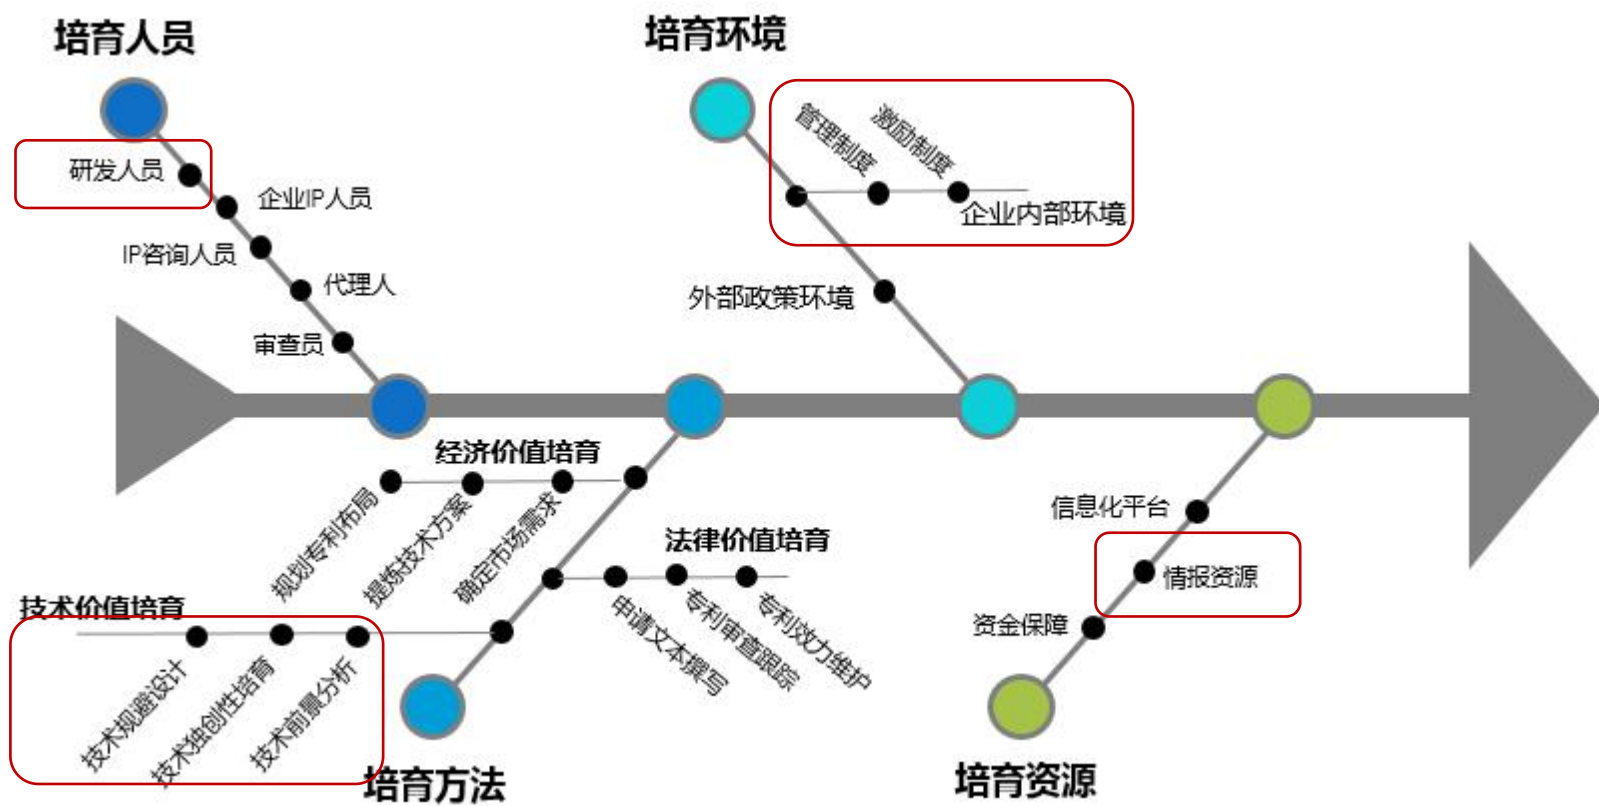 培育人员
研发人员
企业IP人员
IP咨询人员
代理人
审查员
培育环境
管理制度
激励制度
企业内部环境
外部政策环境
经济价值培育
规划专利布局
提炼技术方案
确定市场需求
法律价值培育
申请文本撰写
专利审查跟踪
专利效力维护
技术价值培育
技术规避设计
技术独创性培育
技术前景分析
培育方法
信息化平台
情报资源
资金保障
培育资源